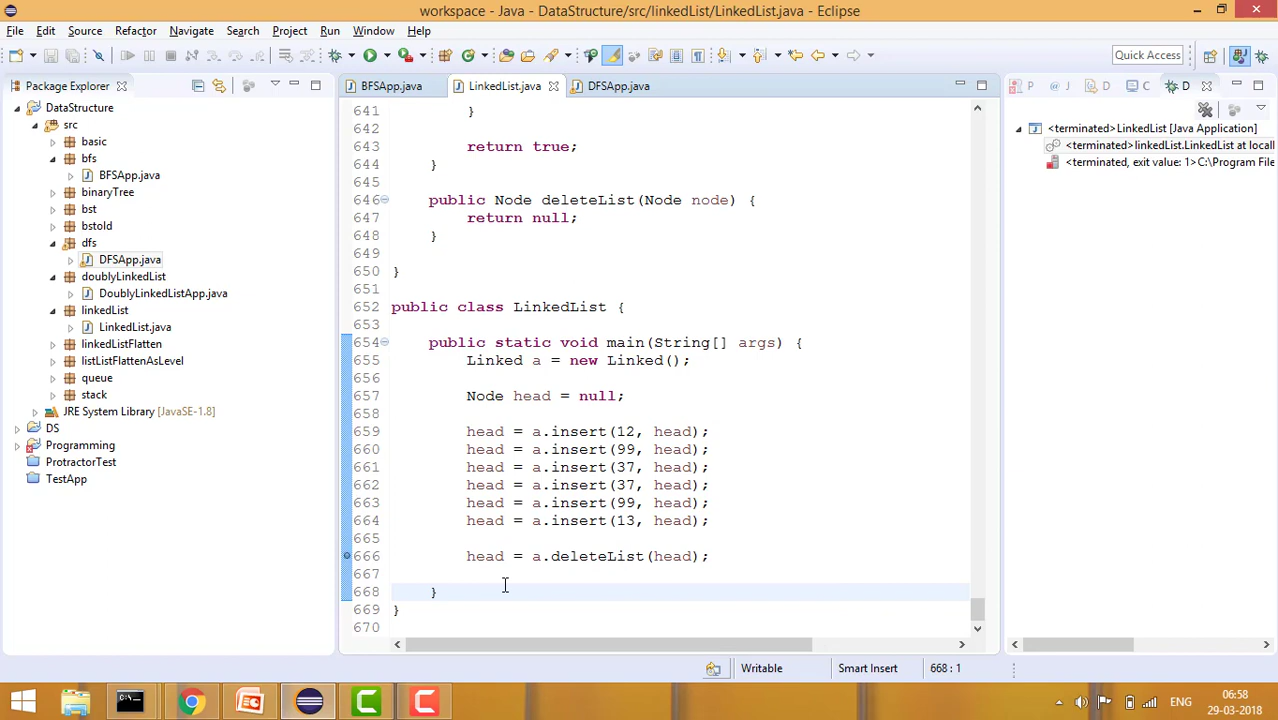 workspace - Java - DataStructure/src/linkedList/LinkedList.java - Eclipse
File Edit Source Refactor Navigate Search Project Run Window Help
Quick Access
Package Explorer
BFSApp.java LinkedList.java DFSApp.java
P D C D
DataStructure
src
basic
bfs
BFSApp.java
binaryTree
bst
bstold
dfs
DFSApp.java
doublyLinkedList
DoublyLinkedListApp.java
linkedList
LinkedList.java
linkedListFlatten
listListFlattenAsLevel
queue
stack
JRE System Library [JavaSE-1.8]
DS
Programming
ProtractorTest
TestApp
641 }
642
643 return true;
644 }
645
646 public Node deleteList(Node node) {
647 return null;
648 }
649
650 }
651
652 public class LinkedList {
653
654 public static void main(String[] args) {
655 Linked a = new Linked();
656
657 Node head = null;
658
659 head = a.insert(12, head);
660 head = a.insert(99, head);
661 head = a.insert(37, head);
662 head = a.insert(37, head);
663 head = a.insert(99, head);
664 head = a.insert(13, head);
665
666 head = a.deleteList(head);
667
668 }
669 }
670
<terminated>LinkedList [Java Application]
<terminated>linkedList.LinkedList at locall
<terminated, exit value: 1>C:\Program File
Writable Smart Insert 668 : 1
ENG
06:58
29-03-2018